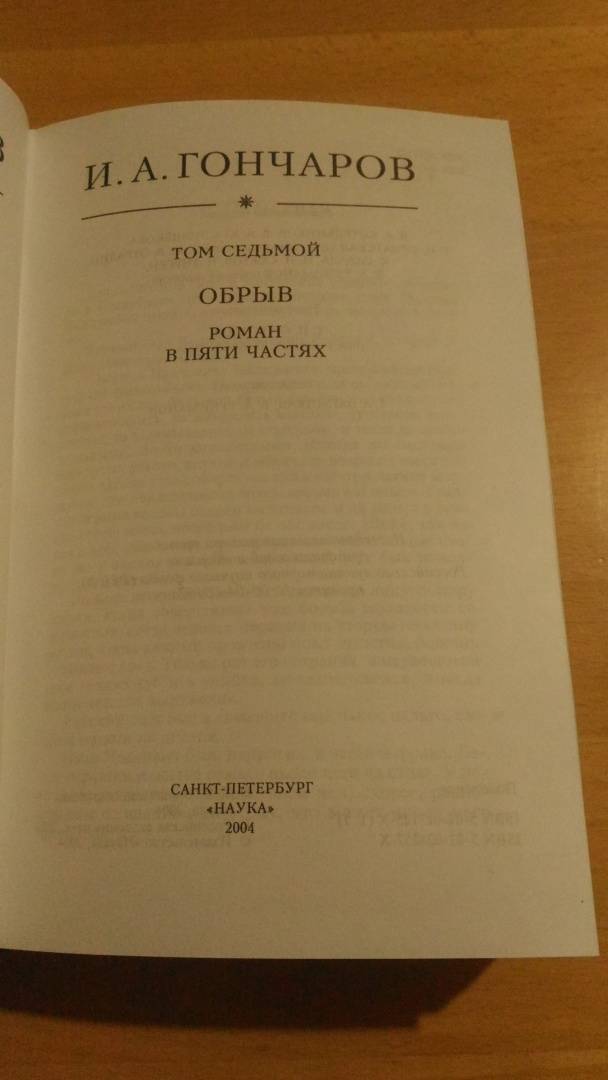 И. А. ГОНЧАРОВ
ТОМ СЕДЬМОЙ
ОБРЫВ
РОМАН
В ПЯТИ ЧАСТЯХ
САНКТ-ПЕТЕРБУРГ
«НАУКА»
2004